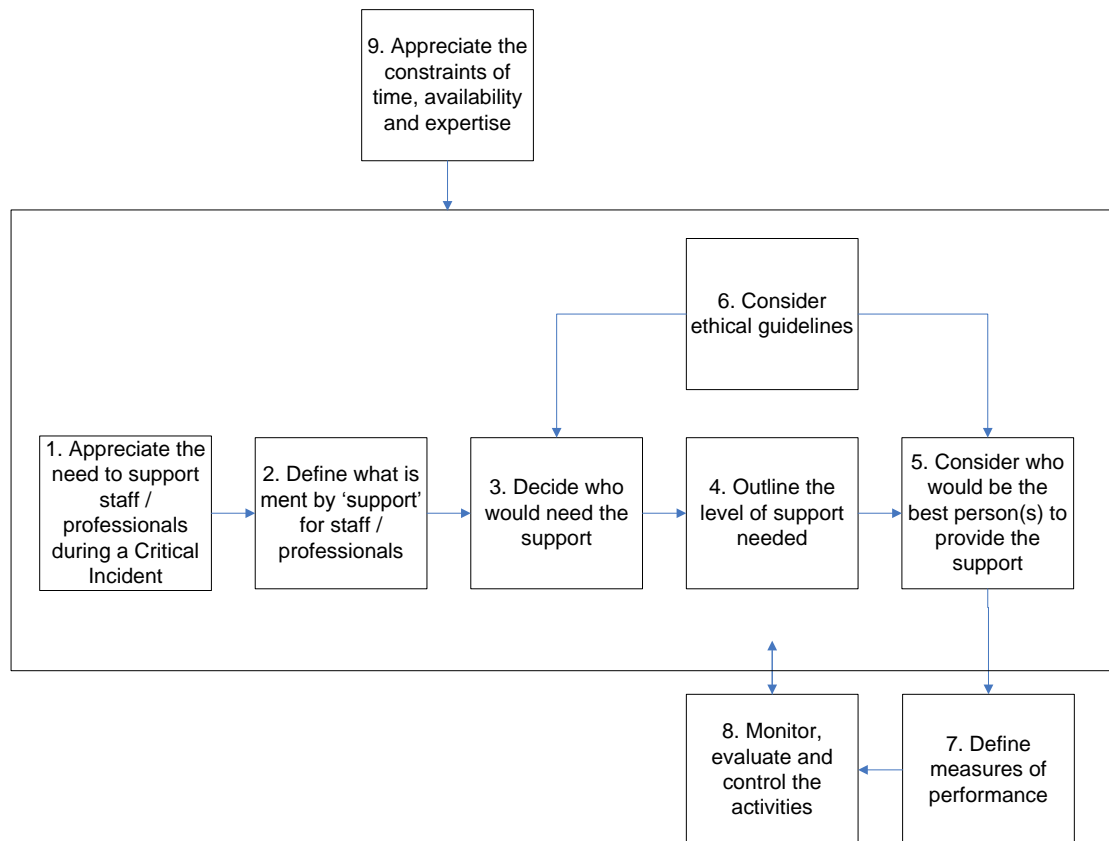 9. Appreciate the
constraints of
time, availability
and expertise
6. Consider
ethical guidelines
1. Appreciate the
need to support
staff /
professionals
during a Critical
Incident
2. Define what is
ment by ‘support’
for staff /
professionals
3. Decide who
would need the
support
4. Outline the
level of support
needed
5. Consider who
would be the
best person(s) to
provide the
support
8. Monitor,
evaluate and
control the
activities
7. Define
measures of
performance